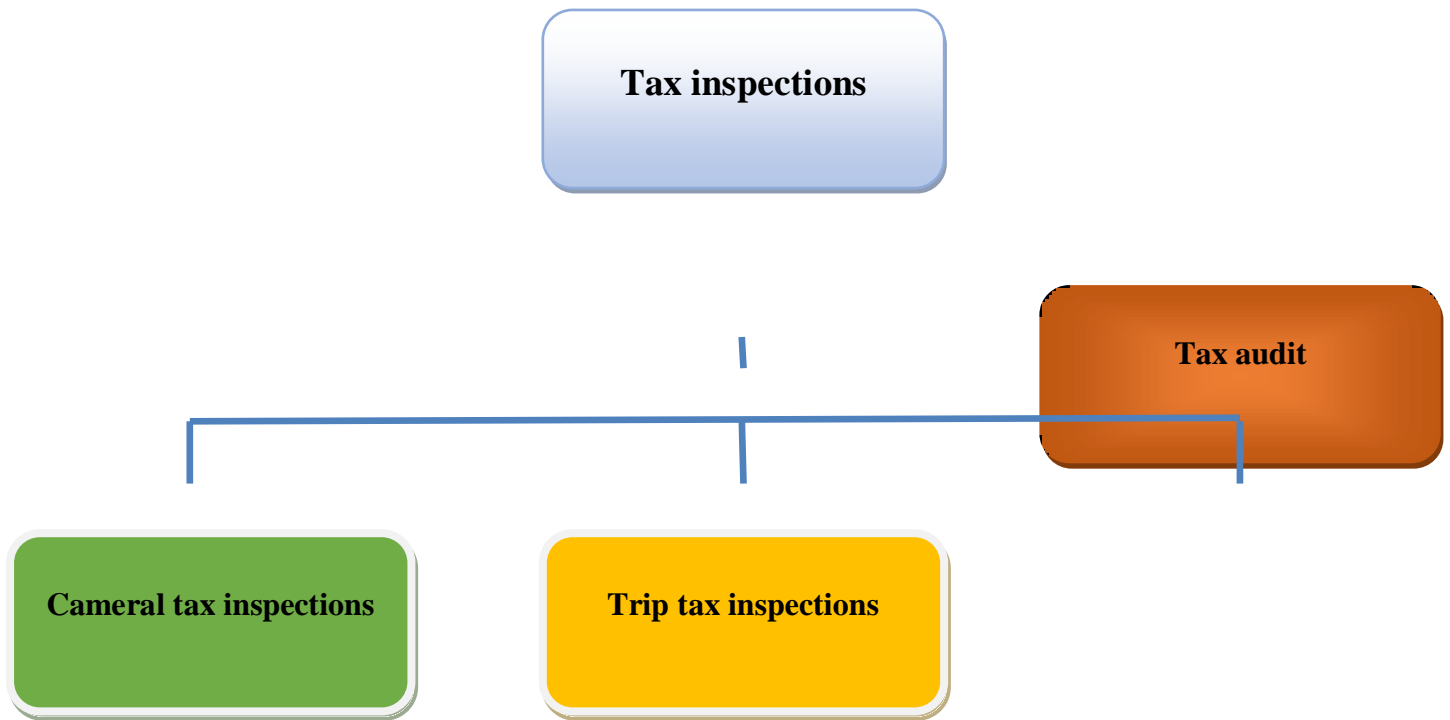 Tax inspections
Tax audit
Cameral tax inspections
Trip tax inspections